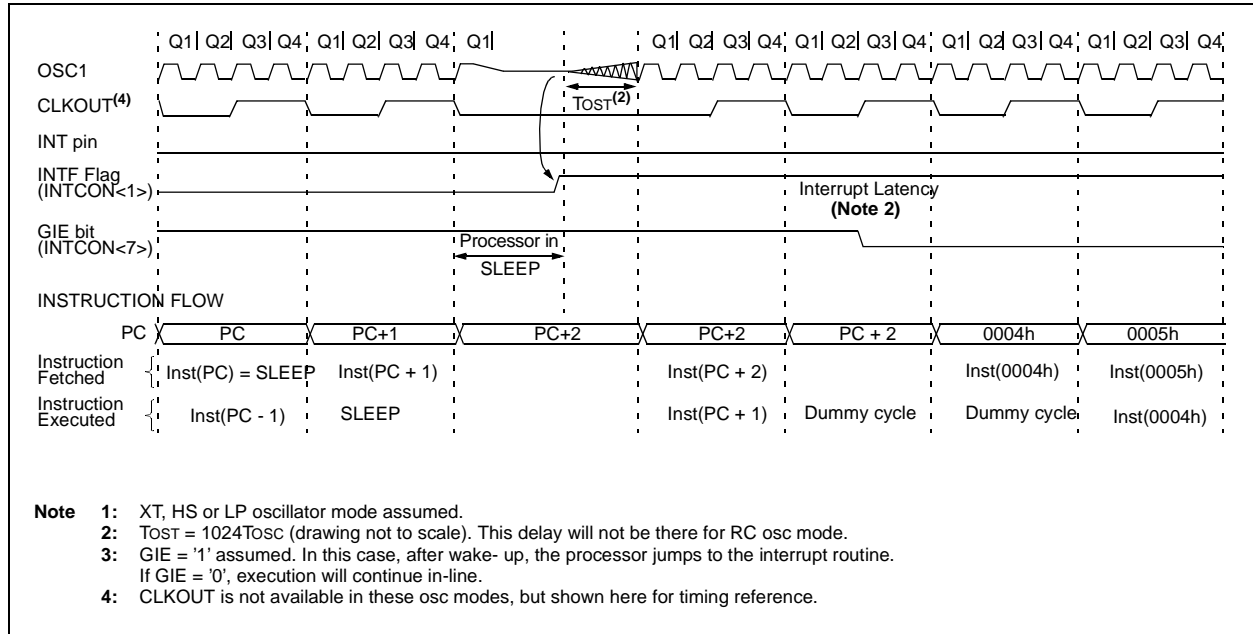 Q1 Q2 Q3 Q4 Q1 Q2 Q3 Q4 Q1 Q1 Q2 Q3 Q4 Q1 Q2 Q3 Q4 Q1 Q2 Q3 Q4 Q1 Q2 Q3 Q4
OSC1
CLKOUT(4)
TOST(2)
INT pin
INTF Flag
(INTCON<1>)
Interrupt Latency
(Note 2)
GIE bit
(INTCON<7>)
Processor in
SLEEP
INSTRUCTION FLOW
PC PC PC+1 PC+2 PC+2 PC + 2 0004h 0005h
Instruction
Fetched
Inst(PC) = SLEEP Inst(PC + 1) Inst(PC + 2) Inst(0004h) Inst(0005h)
Instruction
Executed
Inst(PC - 1) SLEEP Inst(PC + 1) Dummy cycle Dummy cycle Inst(0004h)
Note 1: XT, HS or LP oscillator mode assumed.
2: TOST = 1024TOSC (drawing not to scale). This delay will not be there for RC osc mode.
3: GIE = '1' assumed. In this case, after wake- up, the processor jumps to the interrupt routine.
If GIE = '0', execution will continue in-line.
4: CLKOUT is not available in these osc modes, but shown here for timing reference.